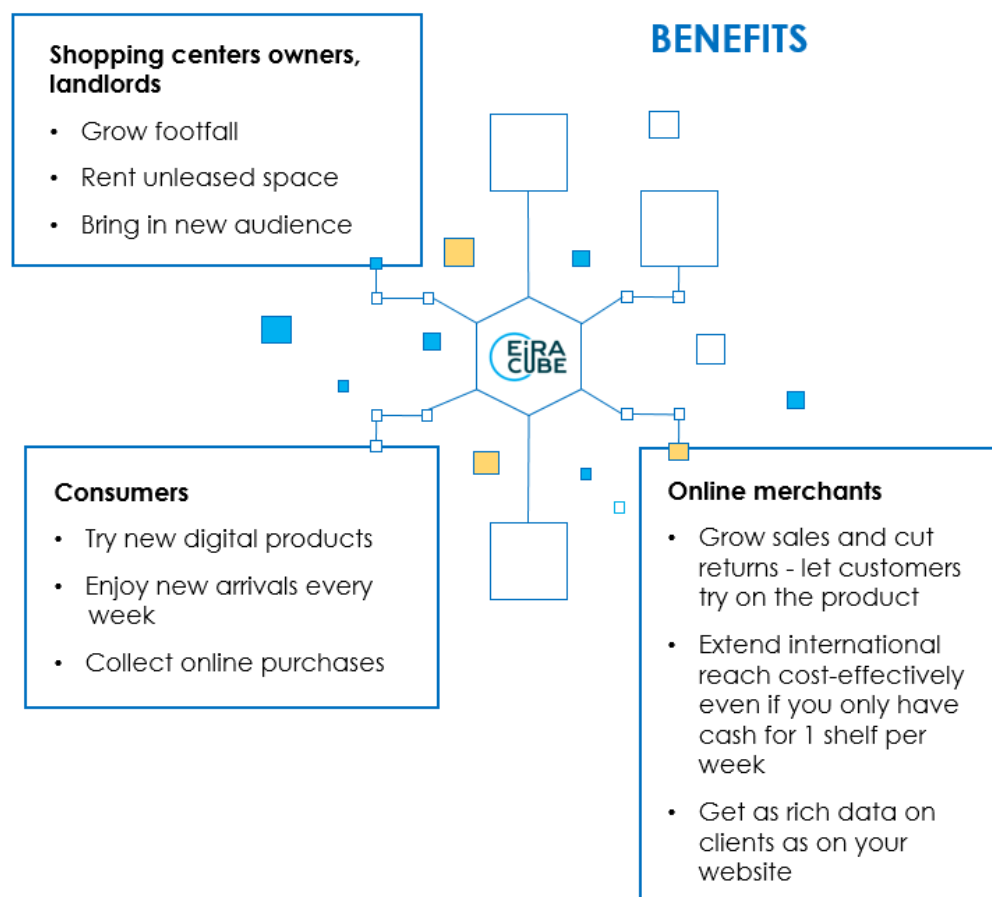 BENEFITS
Shopping centers owners,
landlords
• Grow footfall
• Rent unleased space
• Bring in new audience
EiRA
CUBE
Consumers
• Try new digital products
• Enjoy new arrivals every
week
• Collect online purchases
Online merchants
• Grow sales and cut
returns - let customers
try on the product
• Extend international
reach cost-effectively
even if you only have
cash for 1 shelf per
week
• Get as rich data on
clients as on your
website